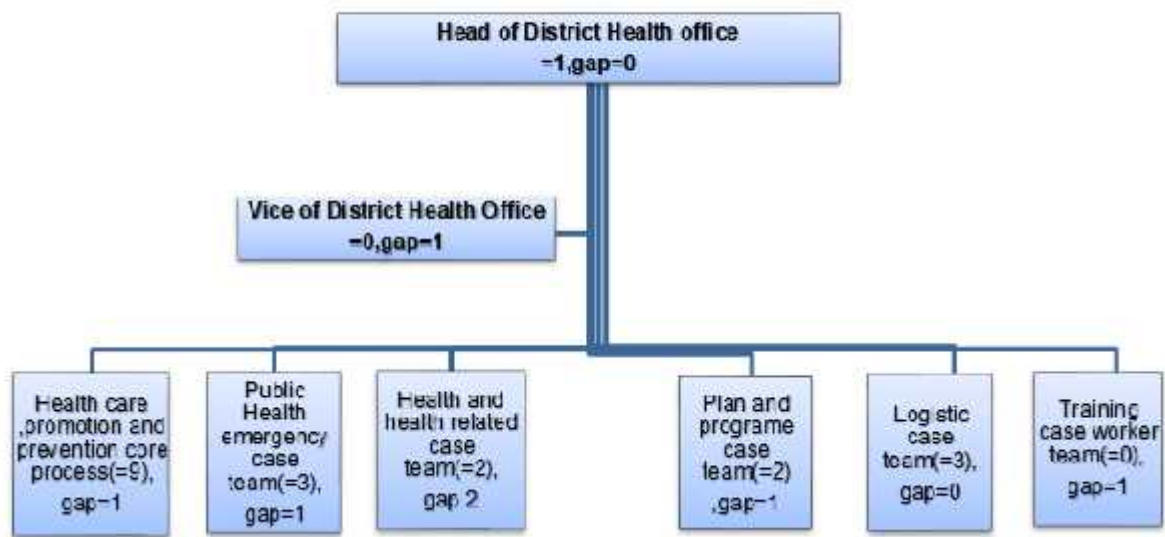 Head of District Health office
=1,gap=0
Vice of District Health Office
=0,gap=1
Health care
,promotion and
prevention core
process(=9),
gap=1
Public
Health
emergency
case
team(=3),
gap=1
Health and
health related
case
team(=2),
gap 2
Plan and
programe case
team(=2)
,gap=1
Logistic
case
team(=3),
gap=0
Training
case worker
team(=0),
gap=1